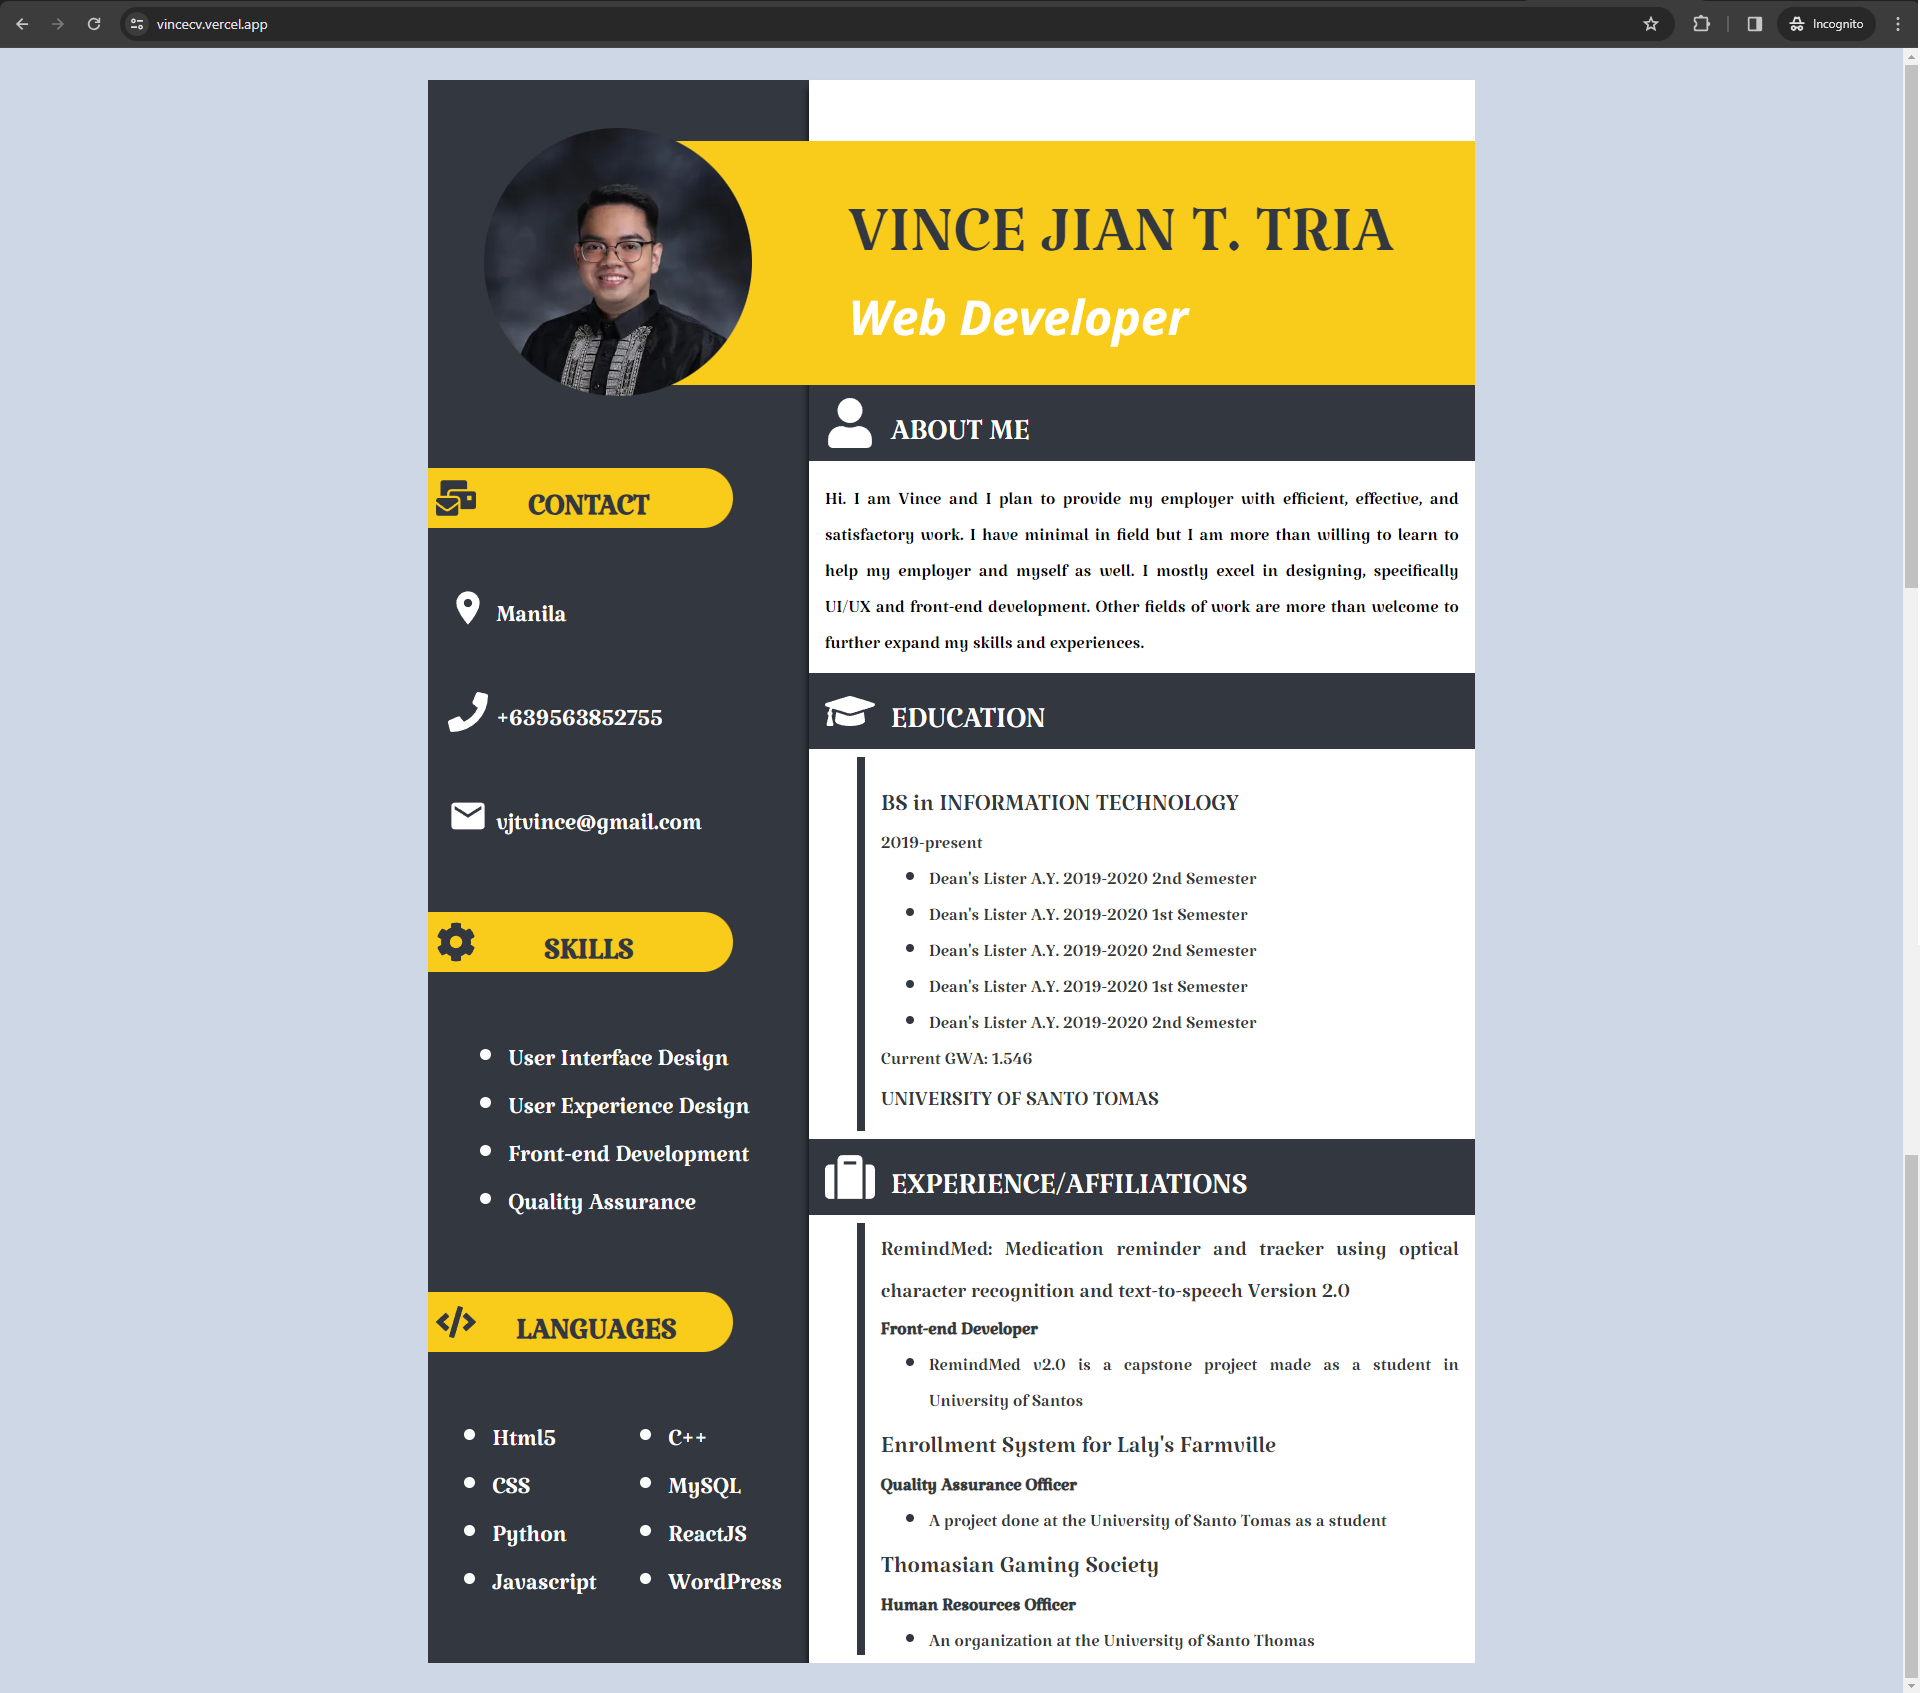 vincecv.vercel.app
Incognito
VINCE JIAN T. TRIA
Web Developer
CONTACT
Manila
+639563852755
vjtvince@gmail.com
SKILLS
User Interface Design
User Experience Design
Front-end Development
Quality Assurance
LANGUAGES
Html5
CSS
Python
Javascript
C++
MySQL
ReactJS
WordPress
ABOUT ME
Hi. I am Vince and I plan to provide my employer with efficient, effective, and
satisfactory work. I have minimal in field but I am more than willing to learn to
help my employer and myself as well. I mostly excel in designing, specifically
UI/UX and front-end development. Other fields of work are more than welcome to
further expand my skills and experiences.
EDUCATION
BS in INFORMATION TECHNOLOGY
2019-present
Dean's Lister A.Y. 2019-2020 2nd Semester
Dean's Lister A.Y. 2019-2020 1st Semester
Dean's Lister A.Y. 2019-2020 2nd Semester
Dean's Lister A.Y. 2019-2020 1st Semester
Dean's Lister A.Y. 2019-2020 2nd Semester
Current GWA: 1.546
UNIVERSITY OF SANTO TOMAS
EXPERIENCE/AFFILIATIONS
RemindMed: Medication reminder and tracker using optical
character recognition and text-to-speech Version 2.0
Front-end Developer
RemindMed v2.0 is a capstone project made as a student in
University of Santos
Enrollment System for Laly's Farmville
Quality Assurance Officer
A project done at the University of Santo Tomas as a student
Thomasian Gaming Society
Human Resources Officer
An organization at the University of Santo Thomas